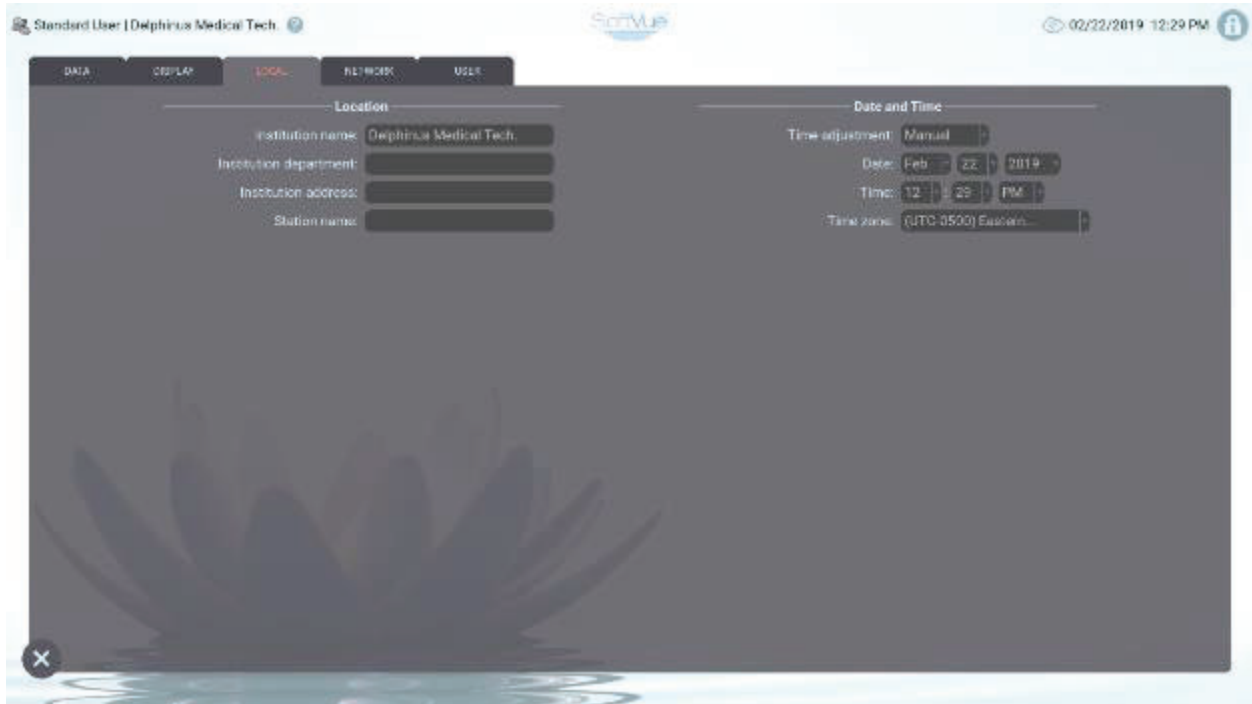 Standard User | Delphinus Medical Tech. ?
SoftVue
02/22/2019 12:29 PM
DATA DISPLAY LOCAL NETWORK USER
Location
Institution name: Delphinus Medical Tech.
Institution department:
Institution address:
Station name:
Date and Time
Time adjustment: Manual
Date: Feb 22 2019
Time: 12 : 29 PM
Time zone: (UTC-0500) Eastern...